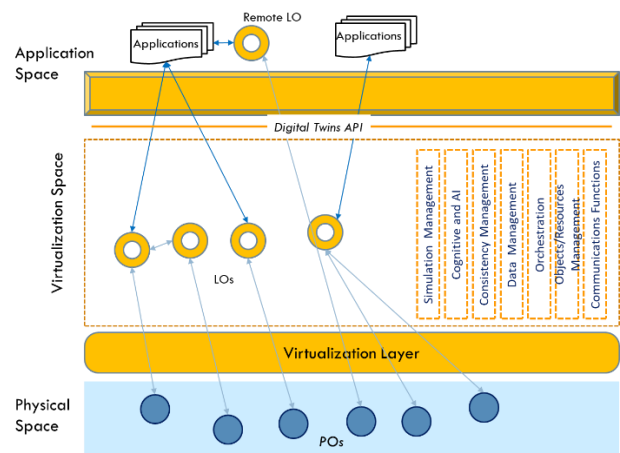 Remote LO
Applications
Applications
Application
Space
Digital Twins API
Virtualization Space
Simulation Management
Cognitive and AI
Consistency Management
Data Management
Orchestration
Objects/Resources
Management
Communications Functions
LOs
Virtualization Layer
Physical
Space
POs